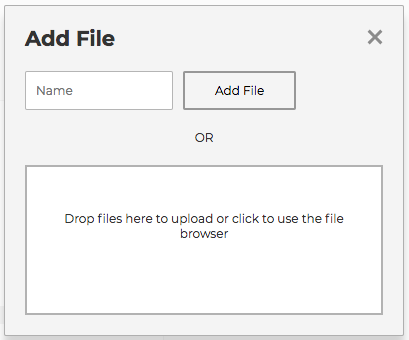 Add File
Name
Add File
OR
Drop files here to upload or click to use the file
browser